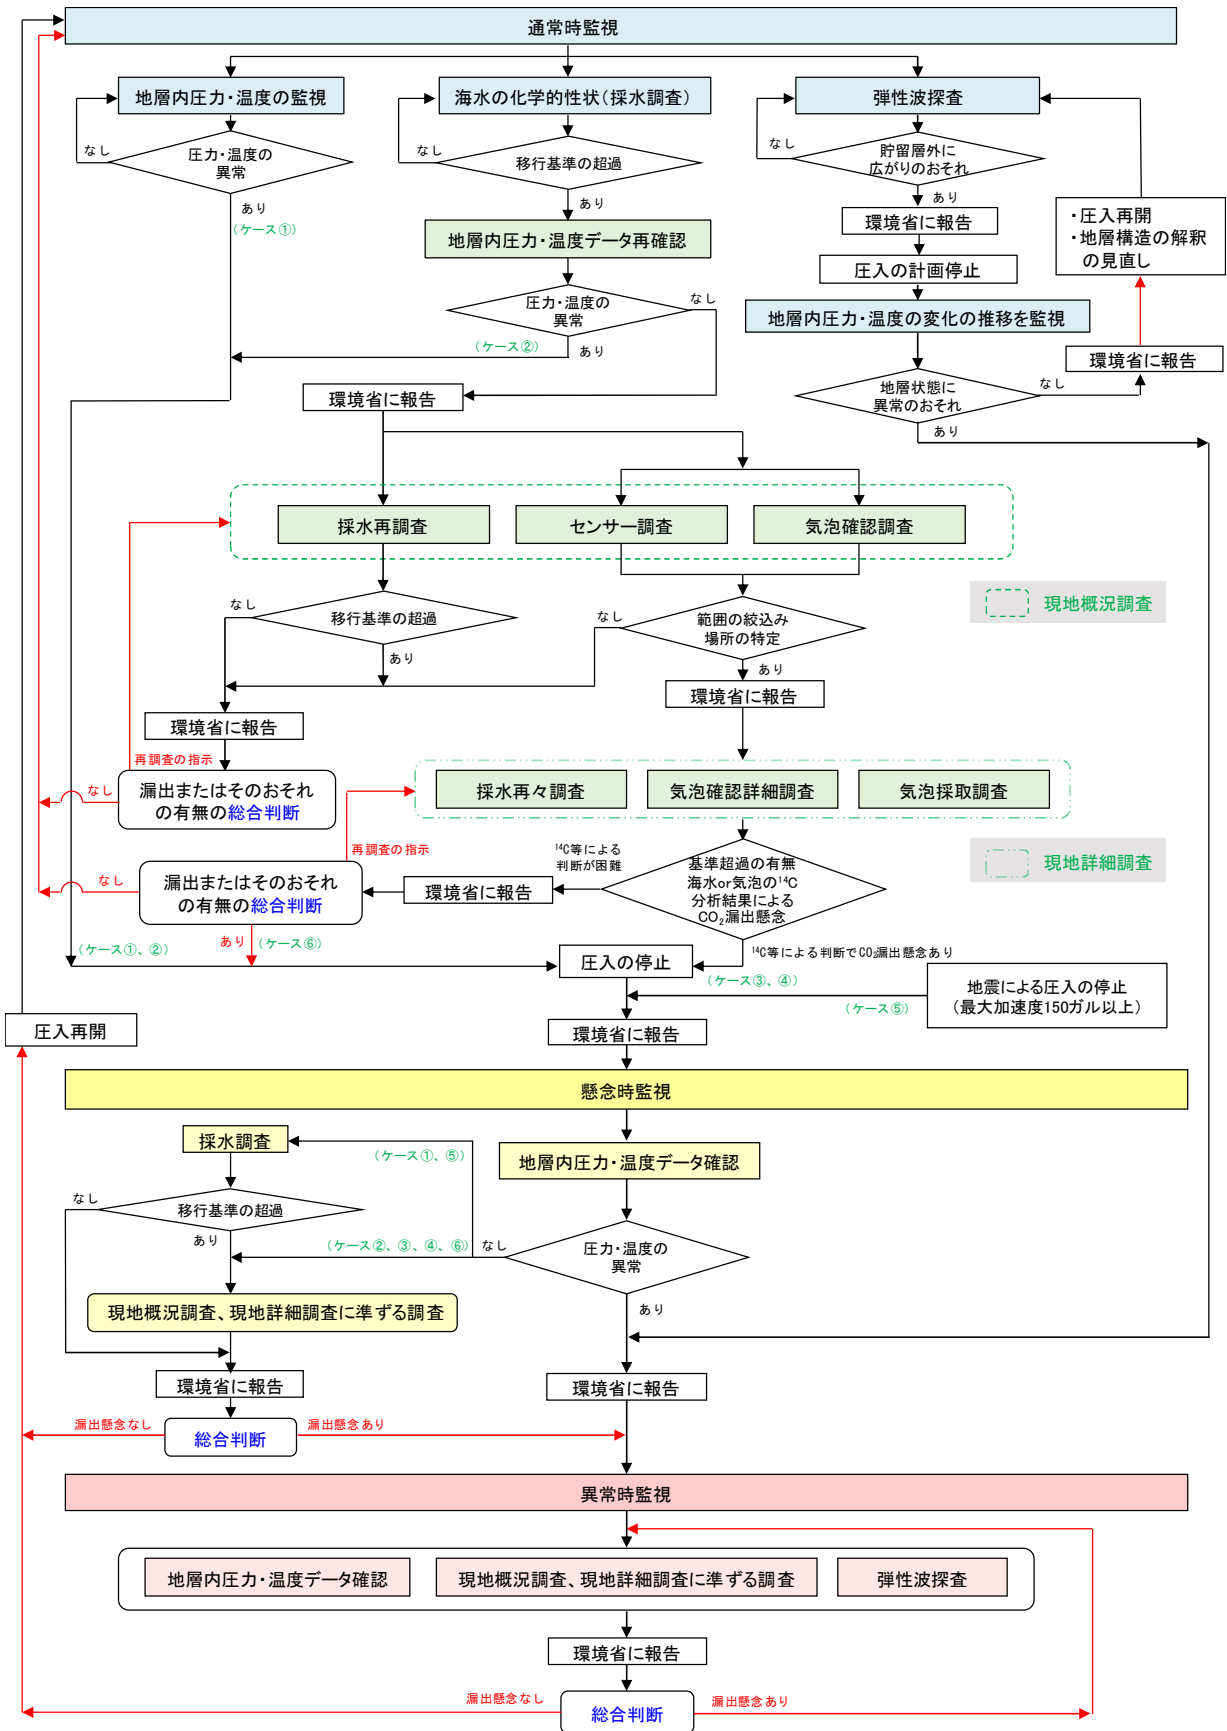 通常時監視
地層内圧力・温度の監視
海水の化学的性状(採水調査)
弾性波探査
なし
圧力・温度の
異常
なし
移行基準の超過
なし
貯留層外に
広がりのおそれ
あり
(ケース①)
あり
あり
環境省に報告
・圧入再開
・地層構造の解釈
の見直し
地層内圧力・温度データ再確認
圧入の計画停止
圧力・温度の
異常
なし
地層内圧力・温度の変化の推移を監視
(ケース②)
あり
環境省に報告
環境省に報告
地層状態に
異常のおそれ
なし
あり
採水再調査
センサー調査
気泡確認調査
現地概況調査
なし
移行基準の超過
なし
範囲の絞込み
場所の特定
あり
あり
環境省に報告
環境省に報告
再調査の指示
なし
漏出またはそのおそれ
の有無の総合判断
採水再々調査
気泡確認詳細調査
気泡採取調査
再調査の指示
¹⁴C等による
判断が困難
基準超過の有無
海水or気泡の¹⁴C
分析結果による
CO₂漏出懸念
現地詳細調査
なし
漏出またはそのおそれ
の有無の総合判断
環境省に報告
(ケース①、②)
あり
(ケース⑥)
¹⁴C等による判断でCO₂漏出懸念あり
圧入の停止
(ケース③、④)
地震による圧入の停止
(最大加速度150ガル以上)
(ケース⑤)
圧入再開
環境省に報告
懸念時監視
採水調査
(ケース①、⑤)
地層内圧力・温度データ確認
なし
移行基準の超過
あり
(ケース②、③、④、⑥)
なし
圧力・温度の
異常
あり
現地概況調査、現地詳細調査に準ずる調査
環境省に報告
環境省に報告
漏出懸念なし
総合判断
漏出懸念あり
異常時監視
地層内圧力・温度データ確認
現地概況調査、現地詳細調査に準ずる調査
弾性波探査
環境省に報告
漏出懸念なし
総合判断
漏出懸念あり